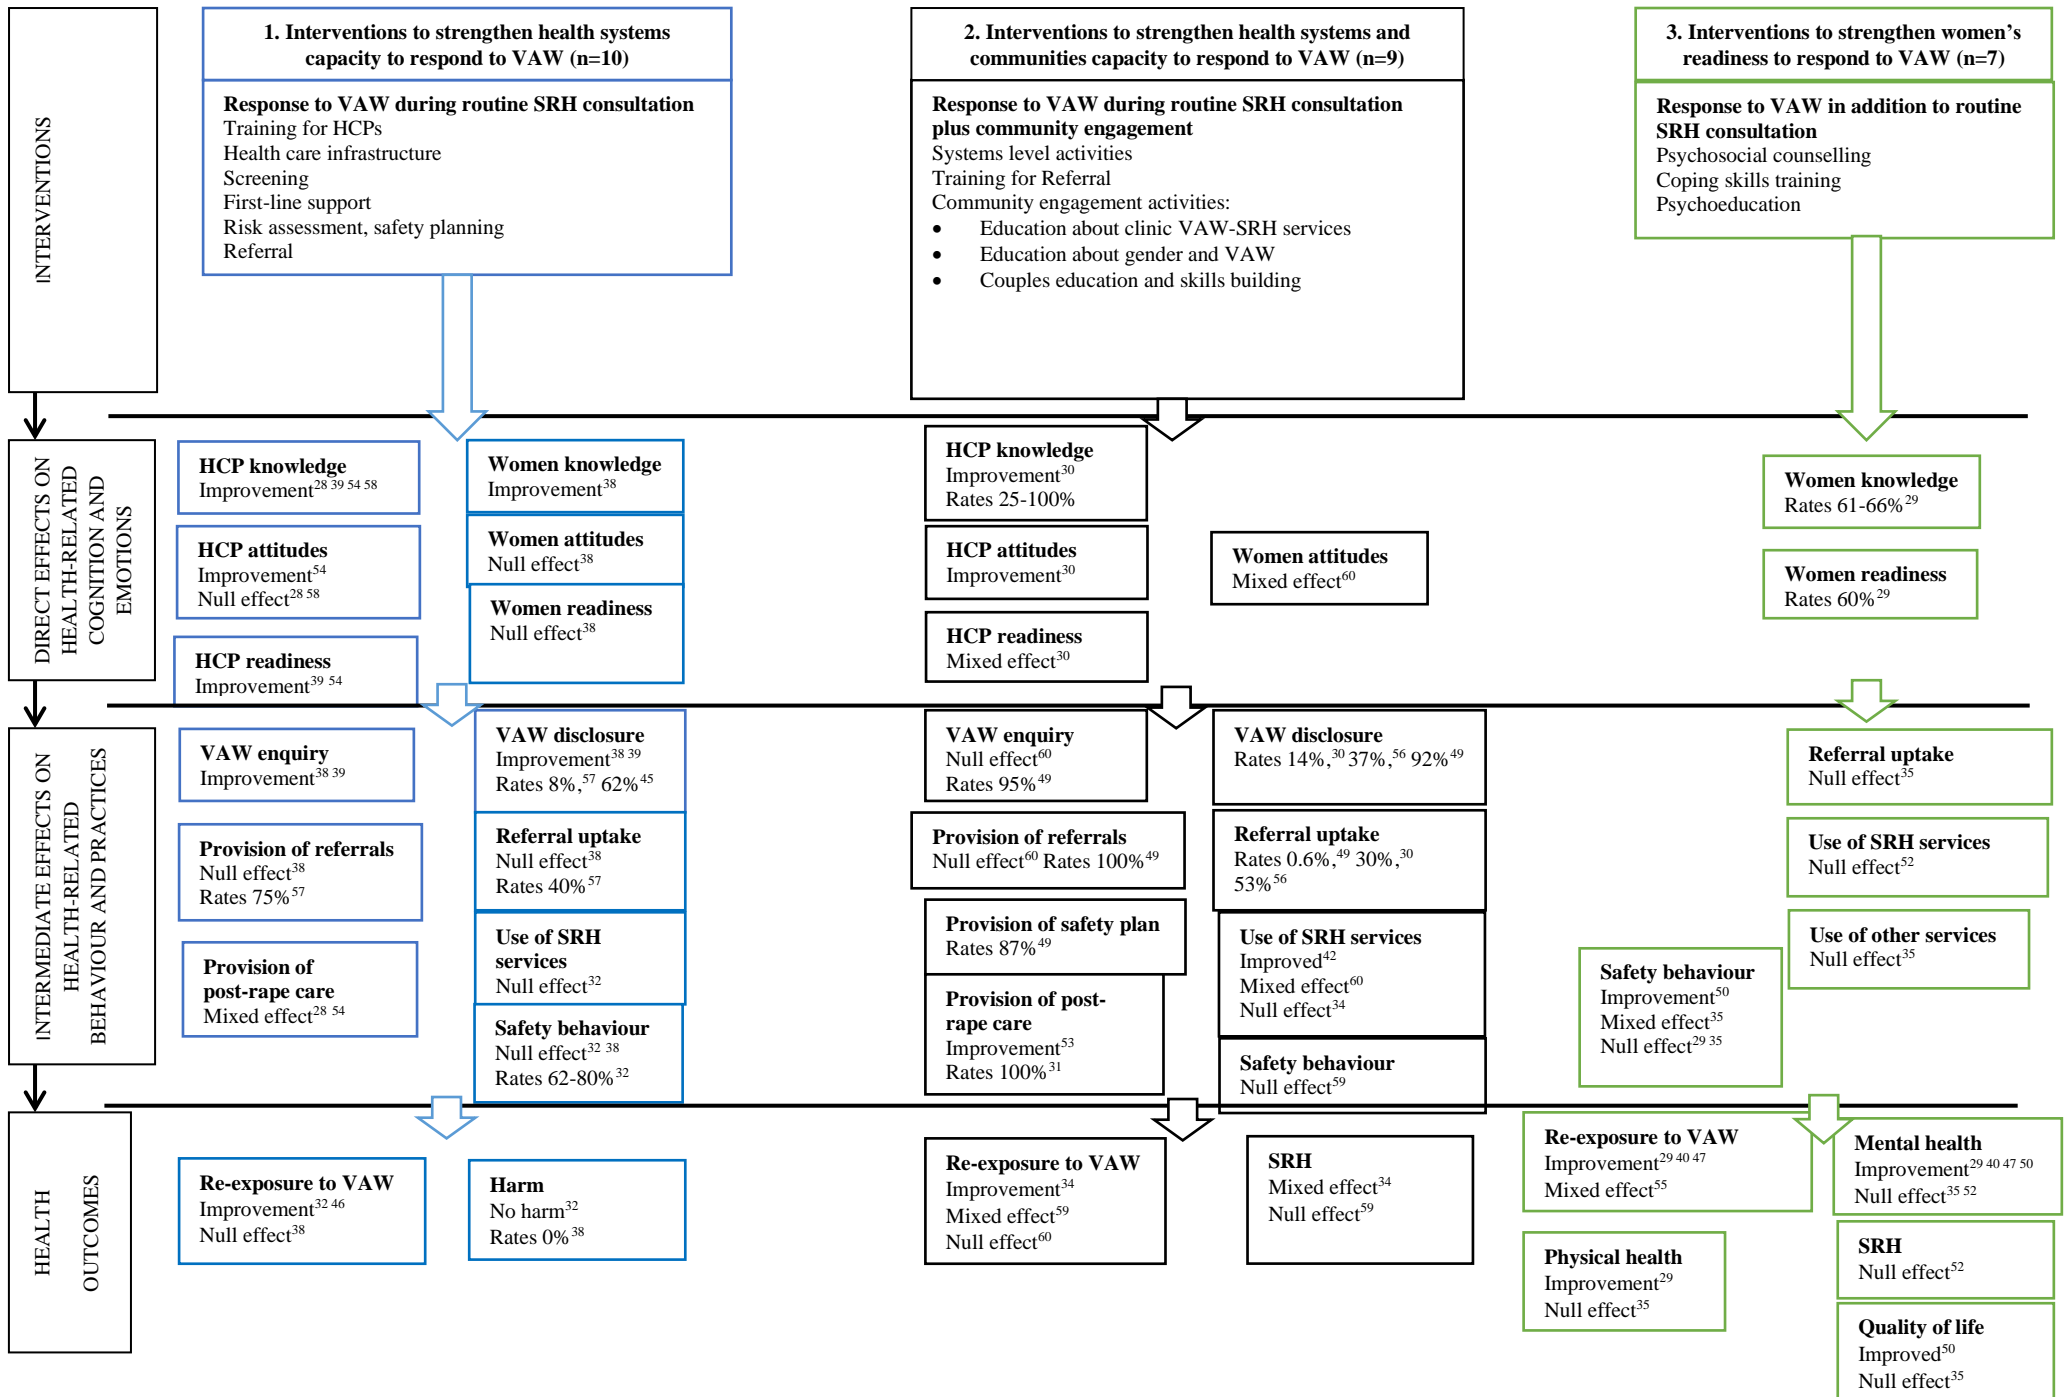 INTERVENTIONS
1. Interventions to strengthen health systems
capacity to respond to VAW (n=10)
Response to VAW during routine SRH consultation
Training for HCPs
Health care infrastructure
Screening
First-line support
Risk assessment, safety planning
Referral
2. Interventions to strengthen health systems and
communities capacity to respond to VAW (n=9)
Response to VAW during routine SRH consultation
plus community engagement
Systems level activities
Training for Referral
Community engagement activities:
• Education about clinic VAW-SRH services
• Education about gender and VAW
• Couples education and skills building
3. Interventions to strengthen women's
readiness to respond to VAW (n=7)
Response to VAW in addition to routine
SRH consultation
Psychosocial counselling
Coping skills training
Psychoeducation
DIRECT EFFECTS ON
HEALTH-RELATED
COGNITION AND
EMOTIONS
HCP knowledge
Improvement28 39 54 58
HCP attitudes
Improvement54
Null effect28 58
HCP readiness
Improvement39 54
Women knowledge
Improvement38
Women attitudes
Null effect38
Women readiness
Null effect38
HCP knowledge
Improvement30
Rates 25-100%
HCP attitudes
Improvement30
HCP readiness
Mixed effect30
Women attitudes
Mixed effect60
Women knowledge
Rates 61-66%29
Women readiness
Rates 60%29
INTERMEDIATE EFFECTS ON
HEALTH-RELATED
BEHAVIOUR AND PRACTICES
VAW enquiry
Improvement38 39
Provision of referrals
Null effect38
Rates 75%57
Provision of
post-rape care
Mixed effect28 54
VAW disclosure
Improvement38 39
Rates 8%,57 62%45
Referral uptake
Null effect38
Rates 40%57
Use of SRH
services
Null effect32
Safety behaviour
Null effect32 38
Rates 62-80%32
VAW enquiry
Null effect60
Rates 95%49
Provision of referrals
Null effect60 Rates 100%49
Provision of safety plan
Rates 87%49
Provision of post-
rape care
Improvement53
Rates 100%31
VAW disclosure
Rates 14%,30 37%,56 92%49
Referral uptake
Rates 0.6%,49 30%,30
53%56
Use of SRH services
Improved42
Mixed effect60
Null effect34
Safety behaviour
Null effect59
Safety behaviour
Improvement50
Mixed effect35
Null effect29 35
Referral uptake
Null effect35
Use of SRH services
Null effect52
Use of other services
Null effect35
HEALTH
OUTCOMES
Re-exposure to VAW
Improvement32 46
Null effect38
Harm
No harm32
Rates 0%38
Re-exposure to VAW
Improvement34
Mixed effect59
Null effect60
SRH
Mixed effect34
Null effect59
Re-exposure to VAW
Improvement29 40 47
Mixed effect55
Physical health
Improvement29
Null effect35
Mental health
Improvement29 40 47 50
Null effect35 52
SRH
Null effect52
Quality of life
Improved50
Null effect35